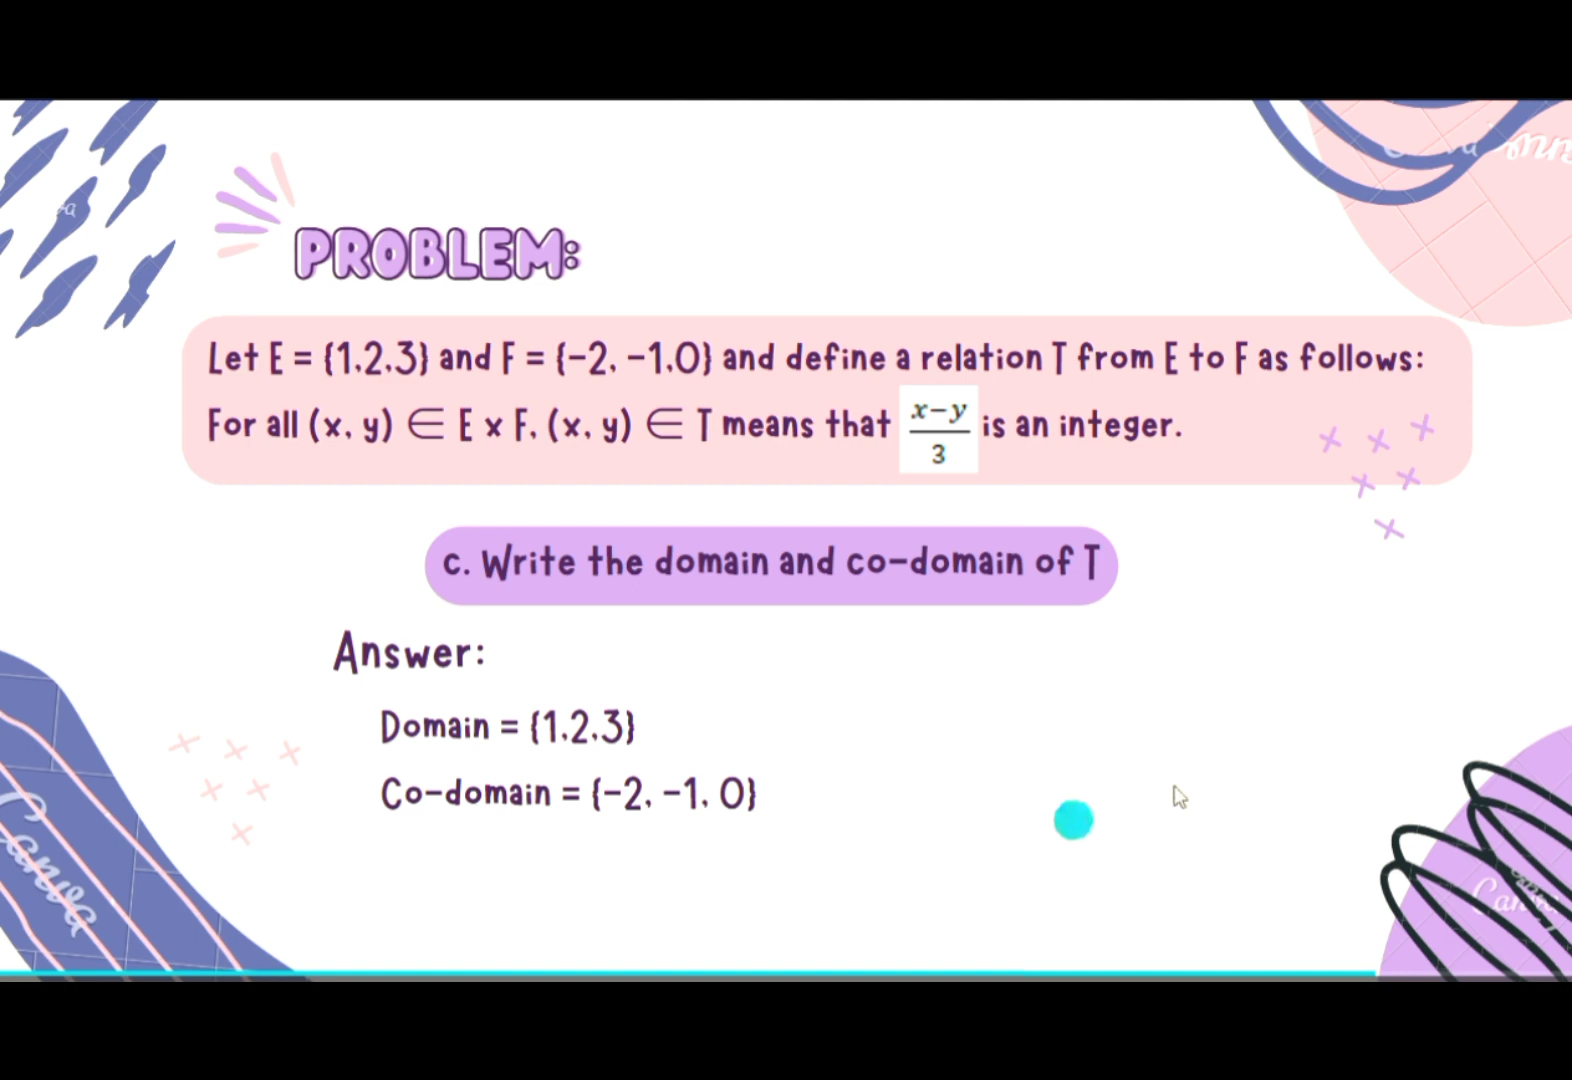 PROBLEM:
Let E = {1,2,3} and F = {-2, -1,0} and define a relation T from E to F as follows:
For all (x, y) ∈ E x F, (x, y) ∈ T means that x-y/3 is an integer.
c. Write the domain and co-domain of T
Answer:
Domain = {1,2,3}
Co-domain = {-2, -1, 0}
Canva